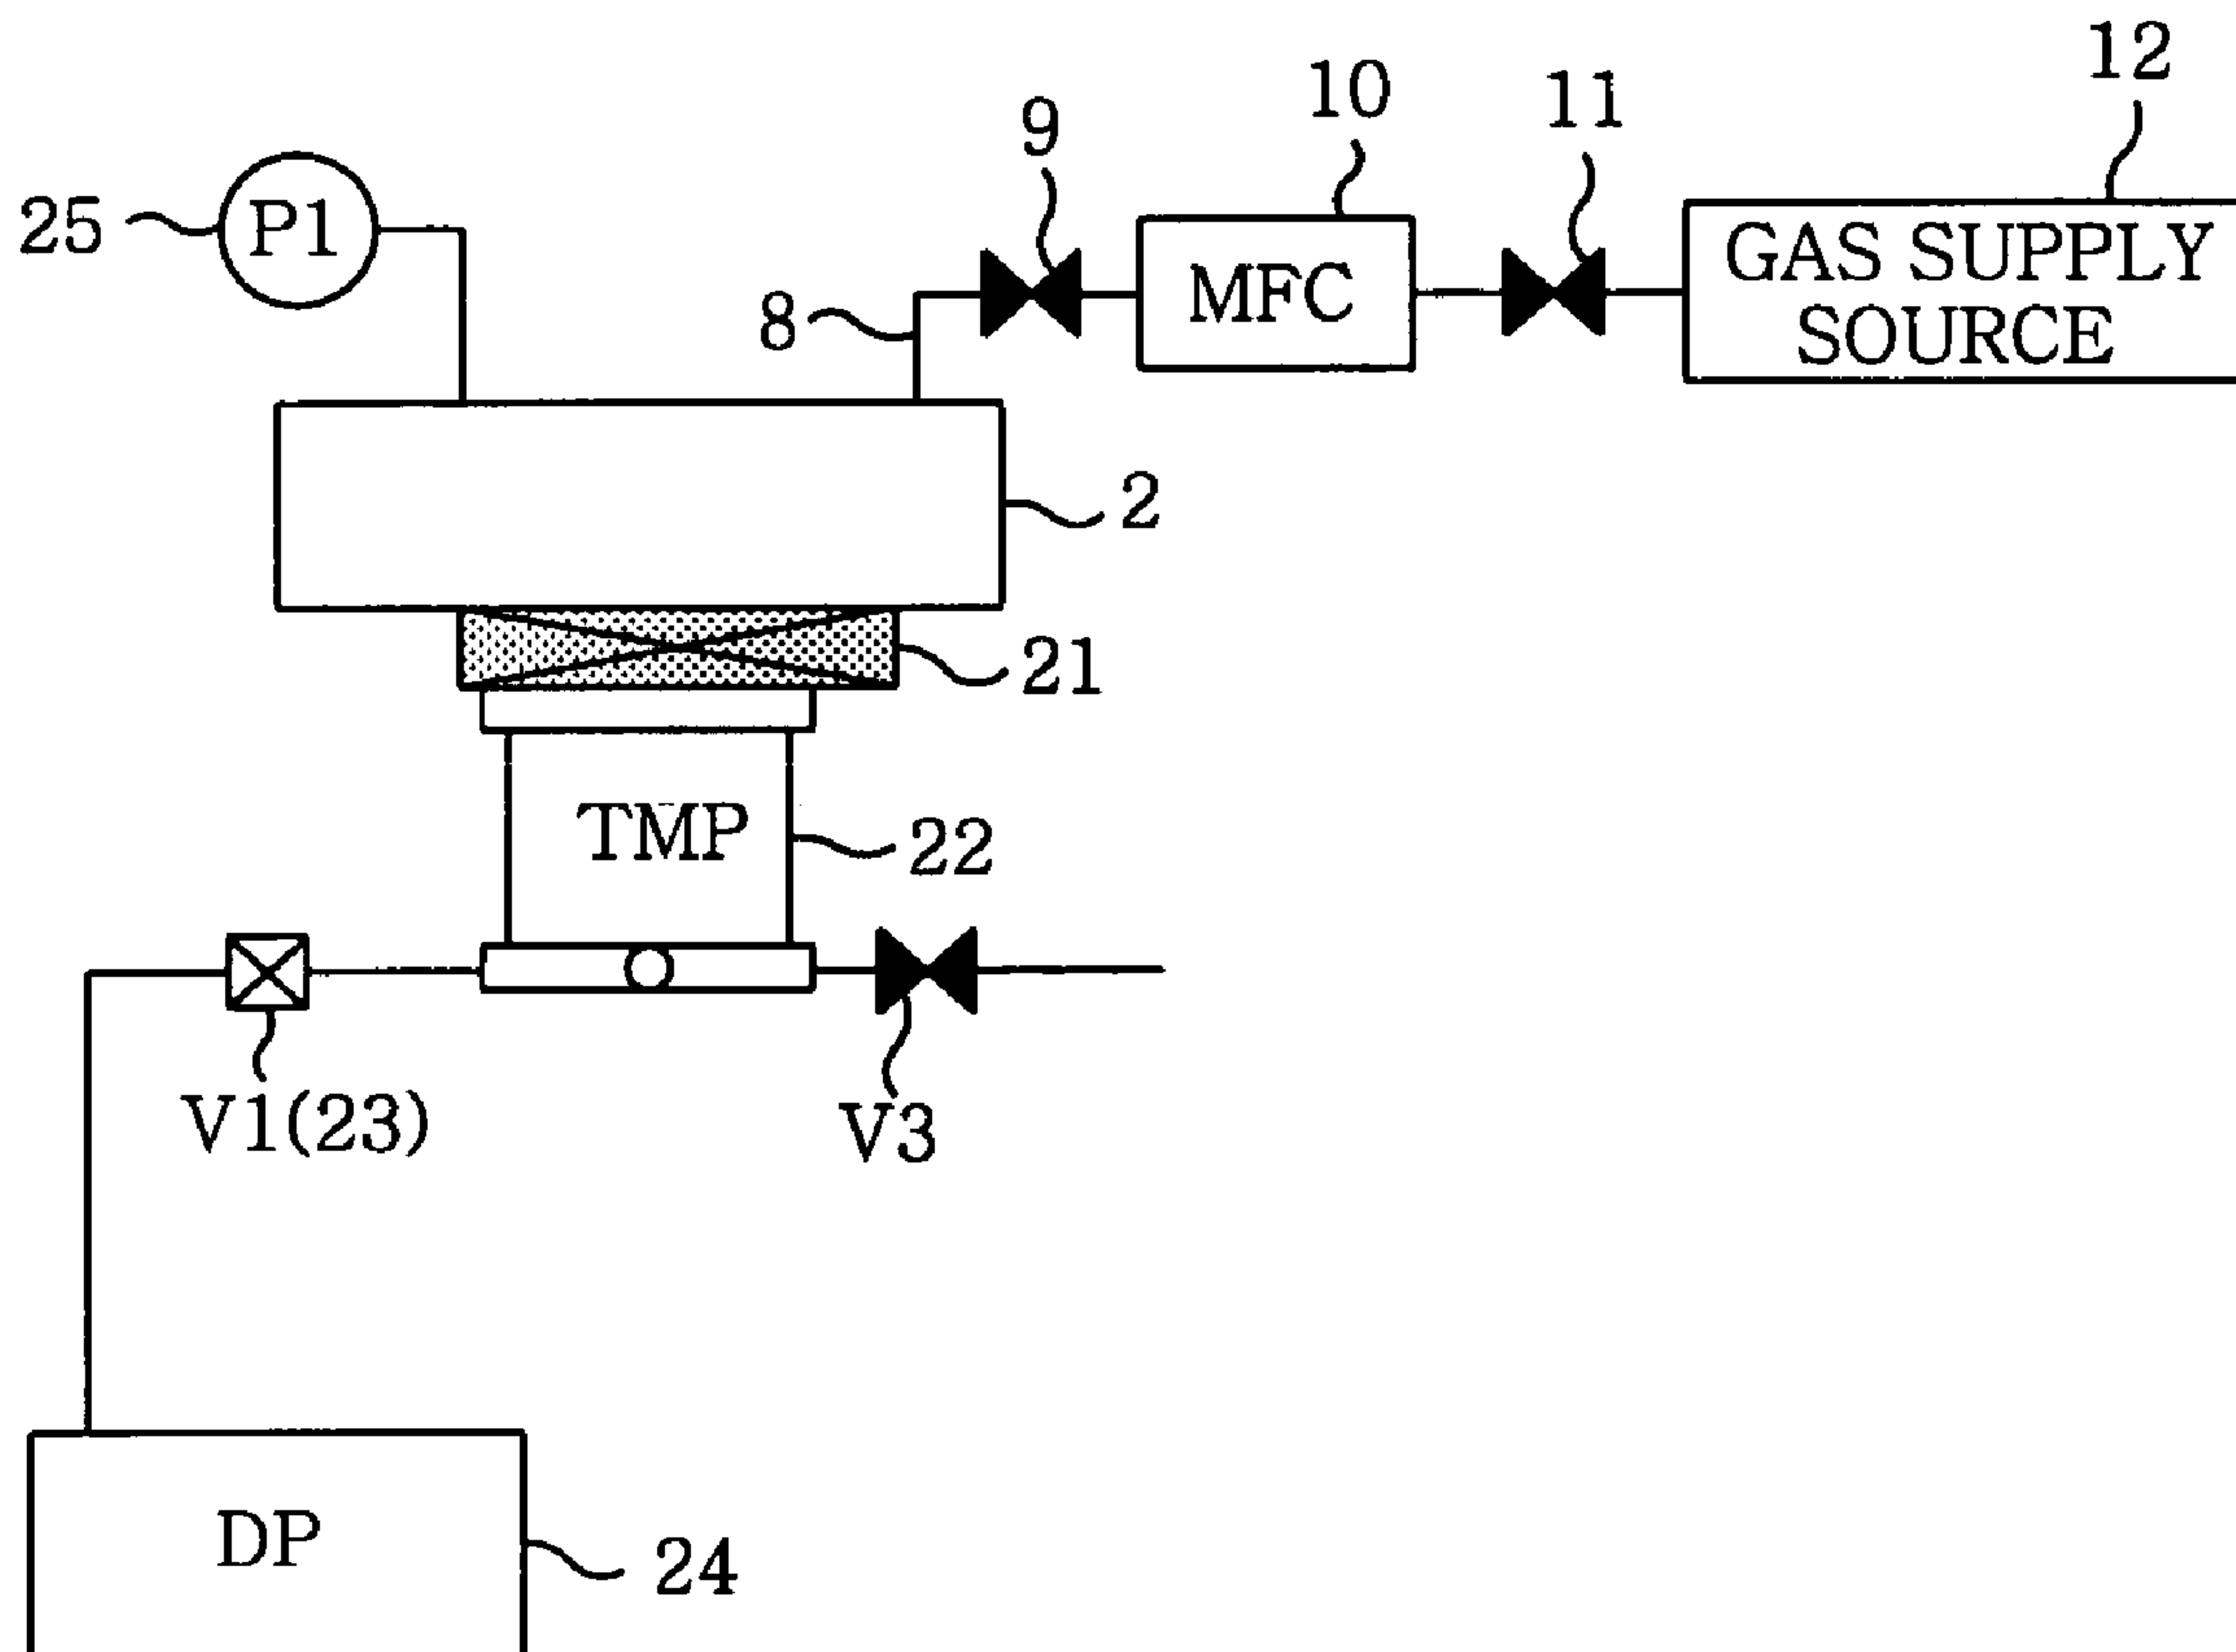 12
10
11
9
25
P1
GAS SUPPLY
SOURCE
MFC
8
2
21
TMP
22
V1(23)
V3
DP
24